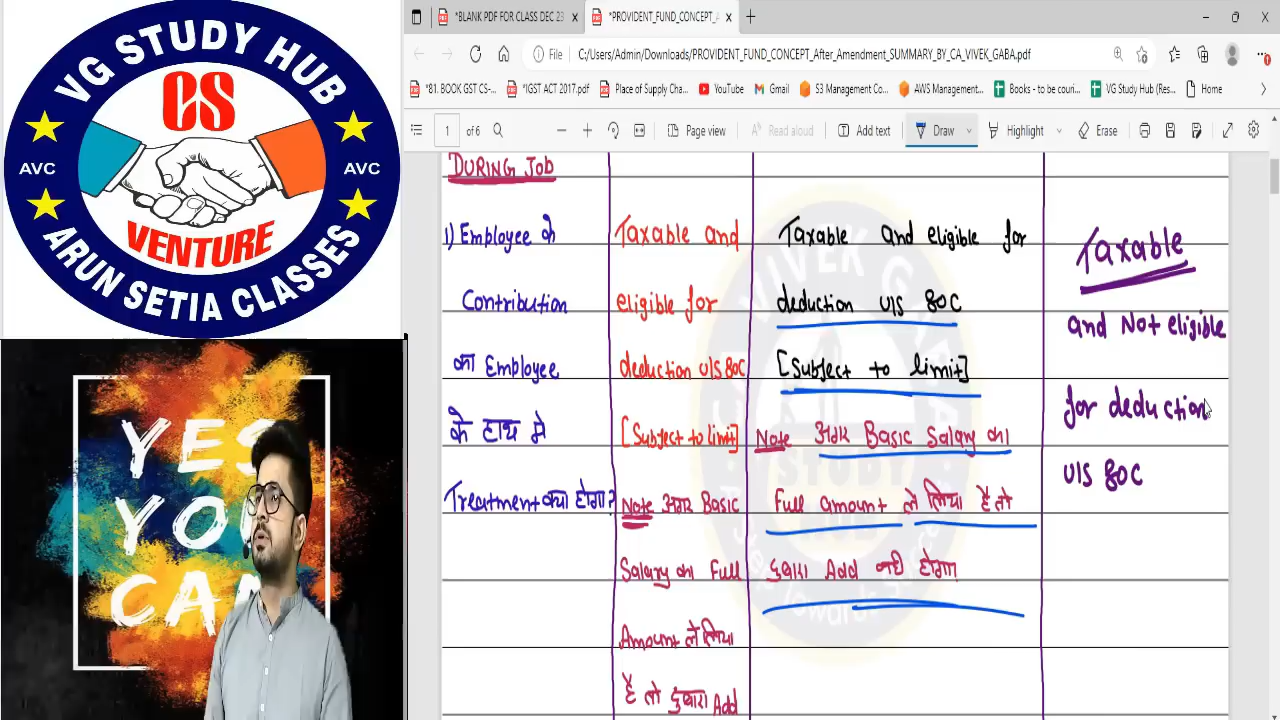 VG STUDY HUB
CS
AVC
AVC
VENTURE
ARUN SETIA CLASSES
YES
YOU
CAN
*BLANK PDF FOR CLASS DEC 23
*PROVIDENT_FUND_CONCEPT_
File
C:/Users/Admin/Downloads/PROVIDENT_FUND_CONCEPT_After_Amendment_SUMMARY_BY_CA_VIVEK_GABA.pdf
*81. BOOK GST CS-...
*IGST ACT 2017.pdf
Place of Supply Cha...
YouTube
Gmail
S3 Management Co...
AWS Management...
Books - to be couri...
VG Study Hub (Res...
Home
1 of 6
Page view
Read aloud
Add text
Draw
Highlight
Erase
DURING JOB
1) Employee के
Contribution
का Employee
के हाथ मे
Treatment क्या होगा?
Taxable and
eligible for
deduction U/S 80C
[Subject to limit]
Note अगर Basic
Salary का Full
Amount ले लिया
है तो दुबारा Add
Taxable and eligible for
deduction U/S 80C
[Subject to limit]
Note अगर Basic Salary का
Full amount ले लिया है तो
दुबारा Add नही होगा
Taxable
and Not eligible
for deduction
U/S 80C